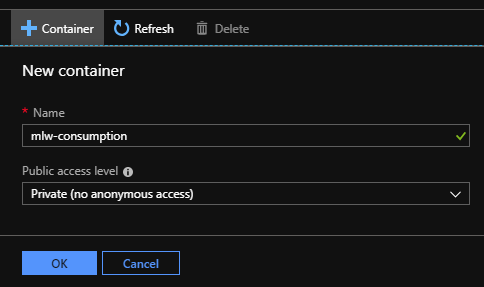 Container Refresh Delete
New container
* Name
mlw-consumption
Public access level
Private (no anonymous access)
OK Cancel